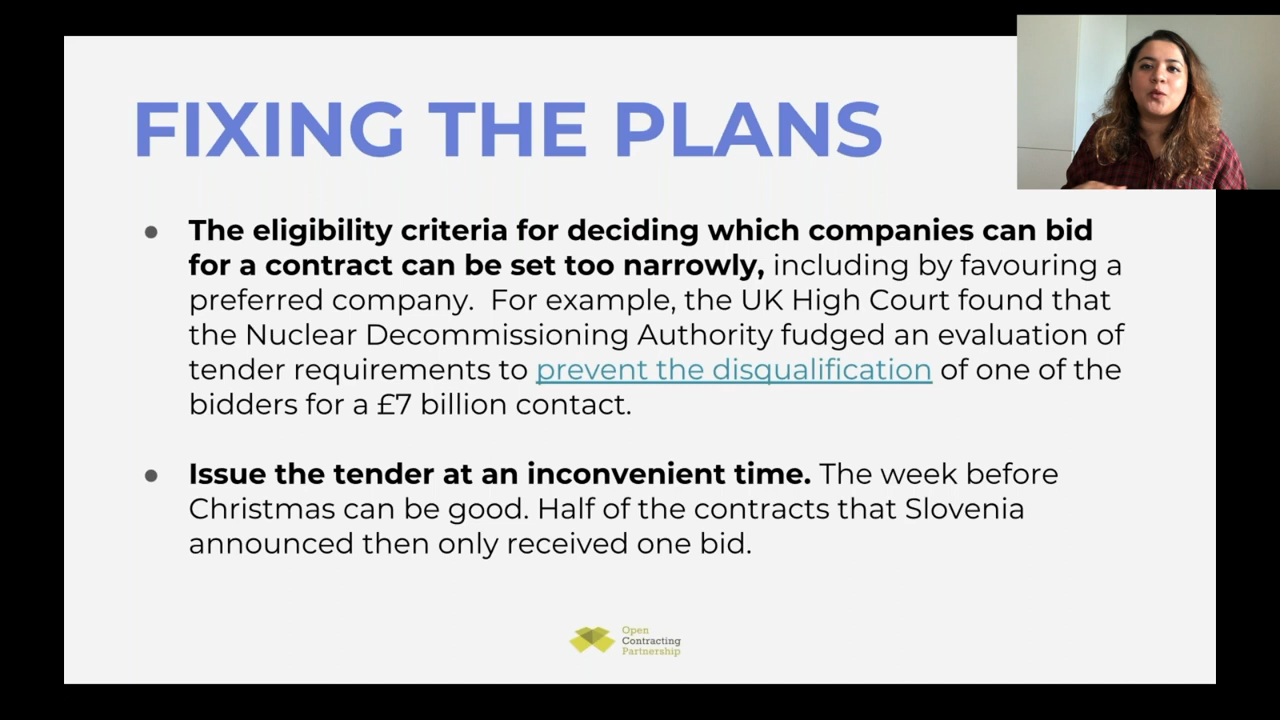 FIXING THE PLANS
● The eligibility criteria for deciding which companies can bid
for a contract can be set too narrowly, including by favouring a
preferred company.  For example, the UK High Court found that
the Nuclear Decommissioning Authority fudged an evaluation of
tender requirements to prevent the disqualification of one of the
bidders for a £7 billion contact.
● Issue the tender at an inconvenient time. The week before
Christmas can be good. Half of the contracts that Slovenia
announced then only received one bid.
Open
Contracting
Partnership